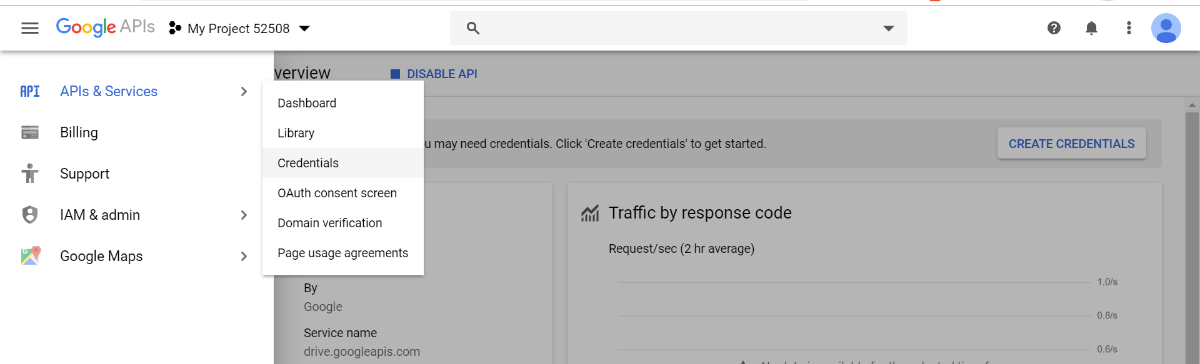 Google APIs
My Project 52508
verview
DISABLE API
API APIs & Services
Billing
Support
IAM & admin
Google Maps
Dashboard
Library
Credentials
OAuth consent screen
Domain verification
Page usage agreements
u may need credentials. Click 'Create credentials' to get started.
CREATE CREDENTIALS
By
Google
Service name
drive.googleapis.com
Traffic by response code
Request/sec (2 hr average)
1.0/s
0.8/s
0.6/s